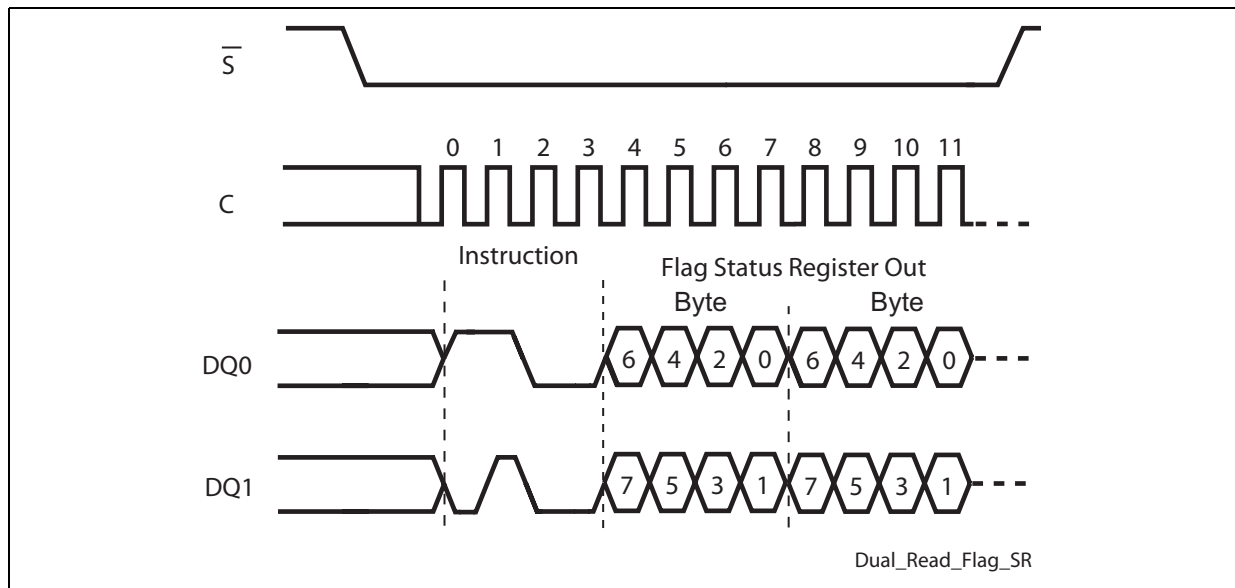 S
0 1 2 3 4 5 6 7 8 9 10 11
C
Instruction
Flag Status Register Out
Byte Byte
DQ0
6 4 2 0 6 4 2 0
DQ1
7 5 3 1 7 5 3 1
Dual_Read_Flag_SR